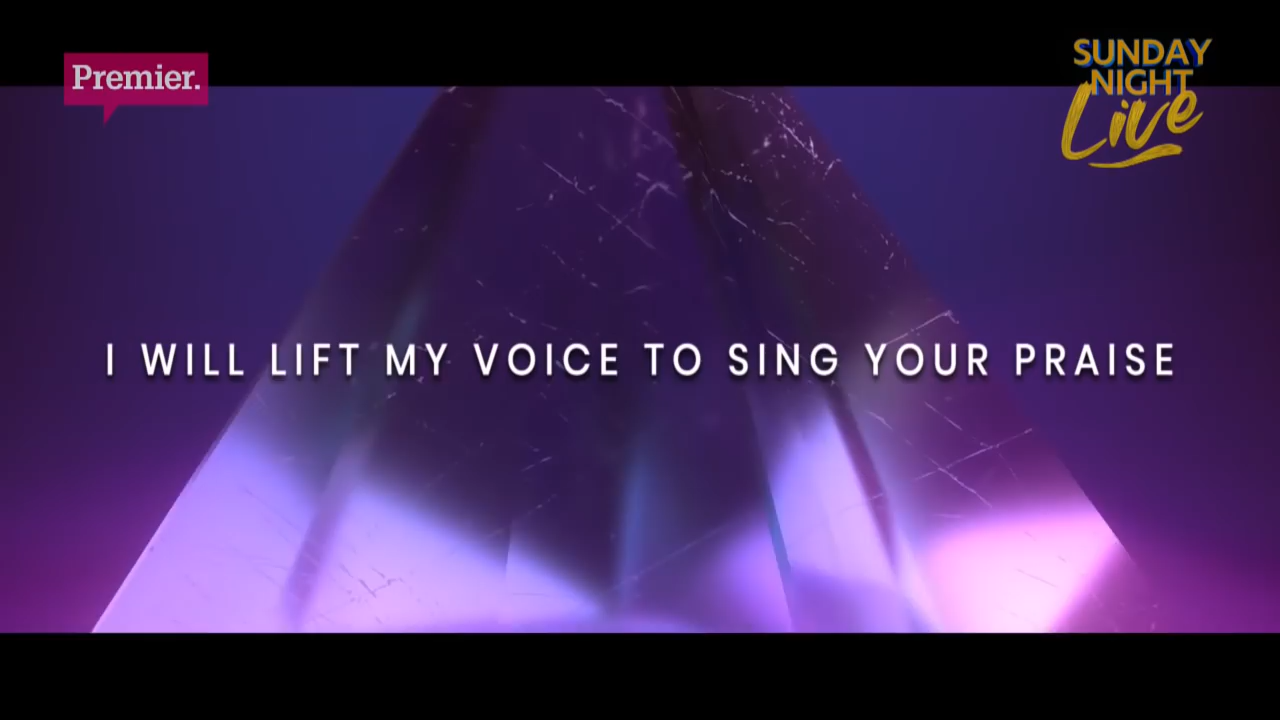 Premier.
SUNDAY
NIGHT
Live
I WILL LIFT MY VOICE TO SING YOUR PRAISE